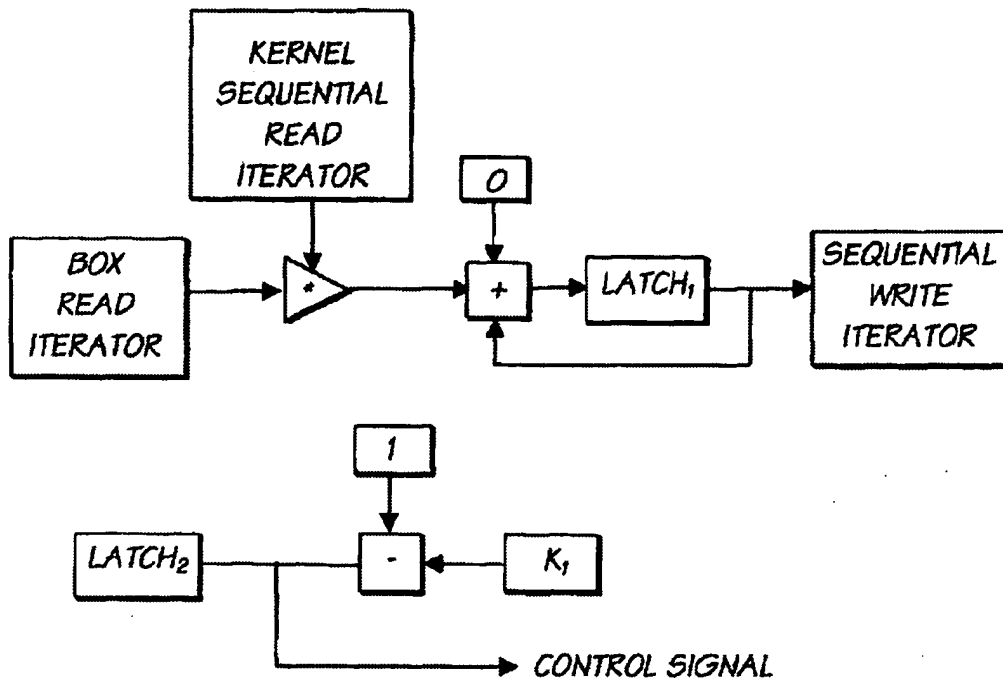 KERNEL
SEQUENTIAL
READ
ITERATOR
0
BOX
READ
ITERATOR
*
+
LATCH₁
SEQUENTIAL
WRITE
ITERATOR
1
LATCH₂
-
K₁
CONTROL SIGNAL